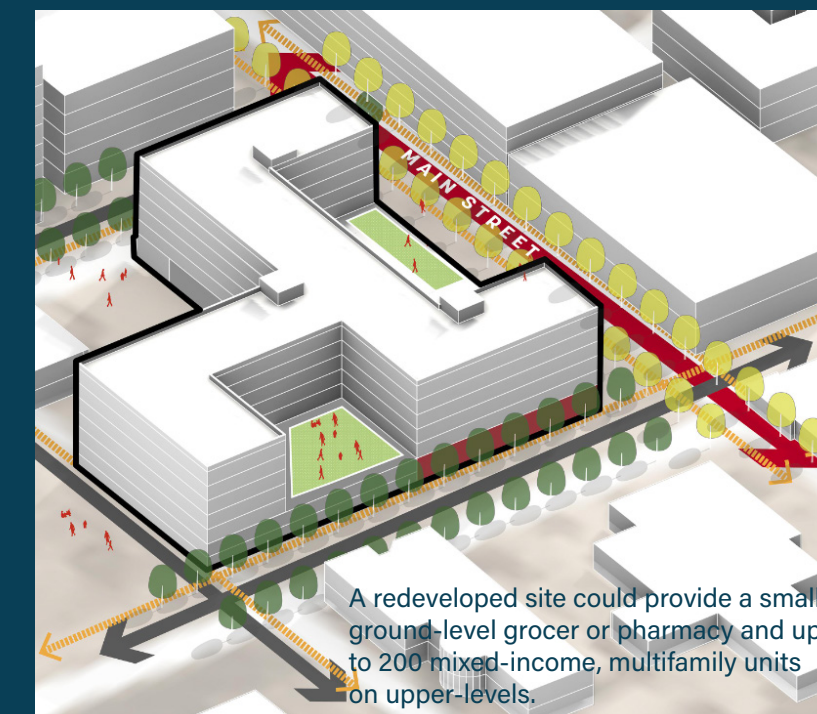 MAIN STREET
A redeveloped site could provide a small
ground-level grocer or pharmacy and up
to 200 mixed-income, multifamily units
on upper-levels.